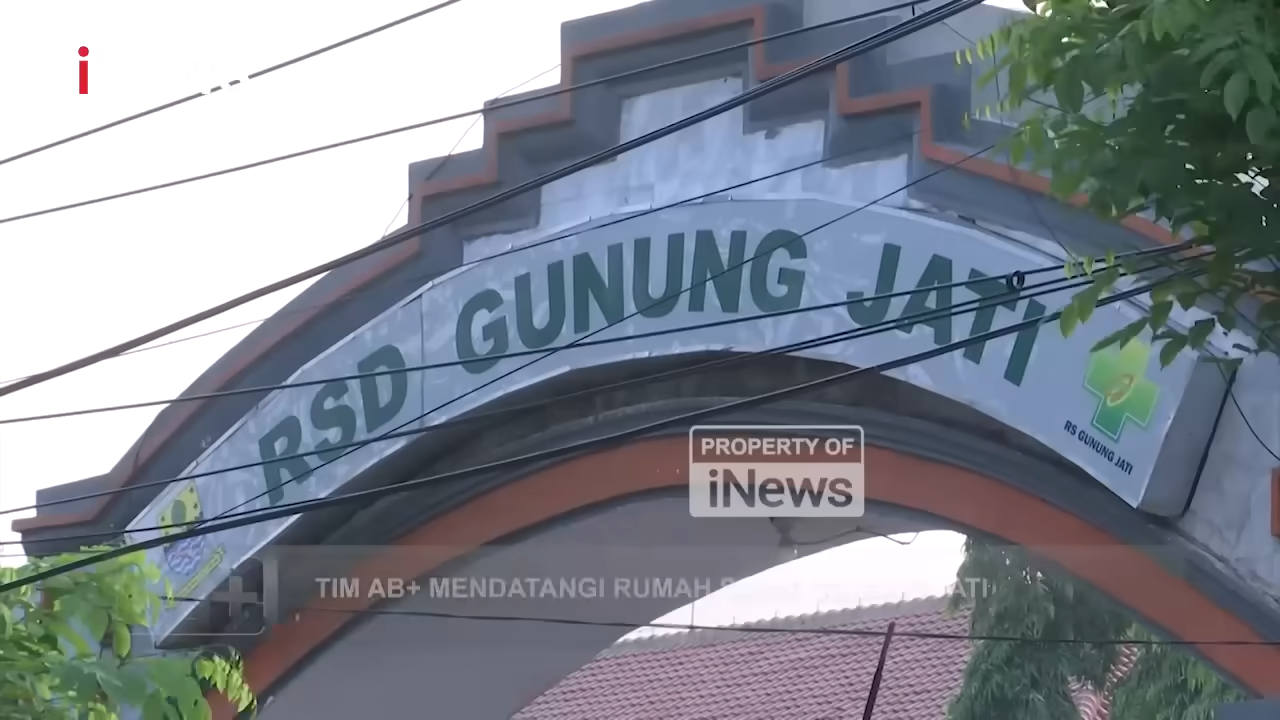 i
RSD GUNUNG JATI
RS GUNUNG JATI
PROPERTY OF
iNews
TIM AB+ MENDATANGI RUMAH